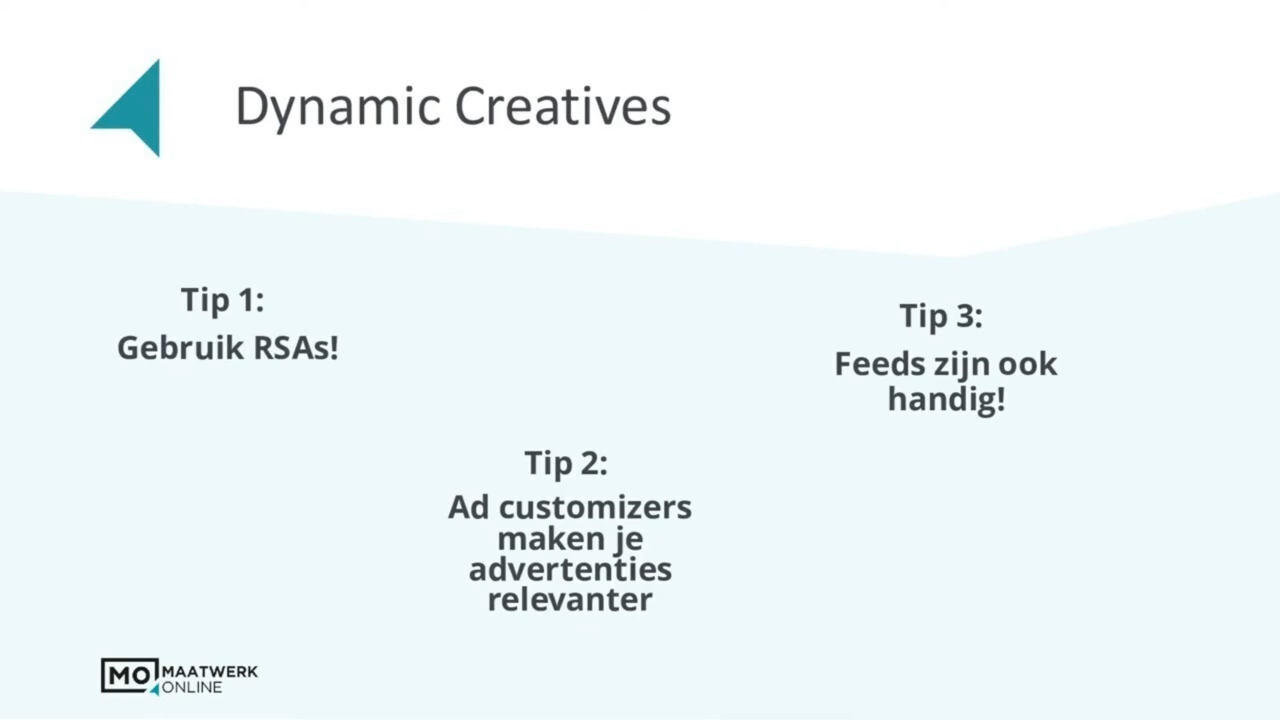 Dynamic Creatives
Tip 1:
Gebruik RSAs!
Tip 2:
Ad customizers
maken je
advertenties
relevanter
Tip 3:
Feeds zijn ook
handig!
MO MAATWERK
ONLINE